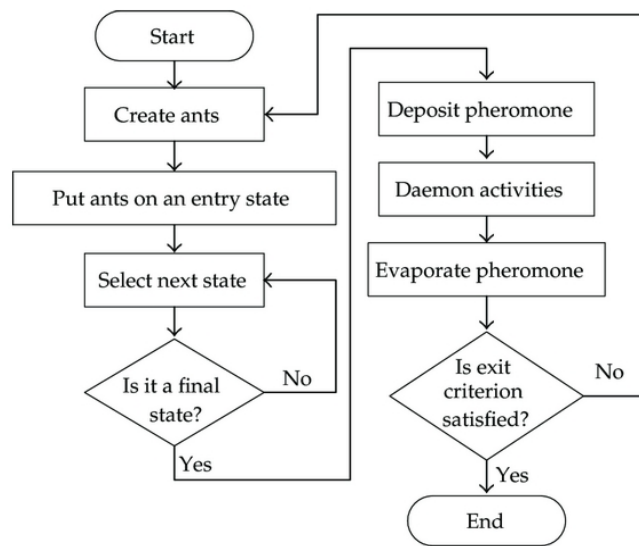 Start
Create ants
Put ants on an entry state
Select next state
Is it a final
state?
No
Yes
Deposit pheromone
Daemon activities
Evaporate pheromone
Is exit
criterion
satisfied?
No
Yes
End